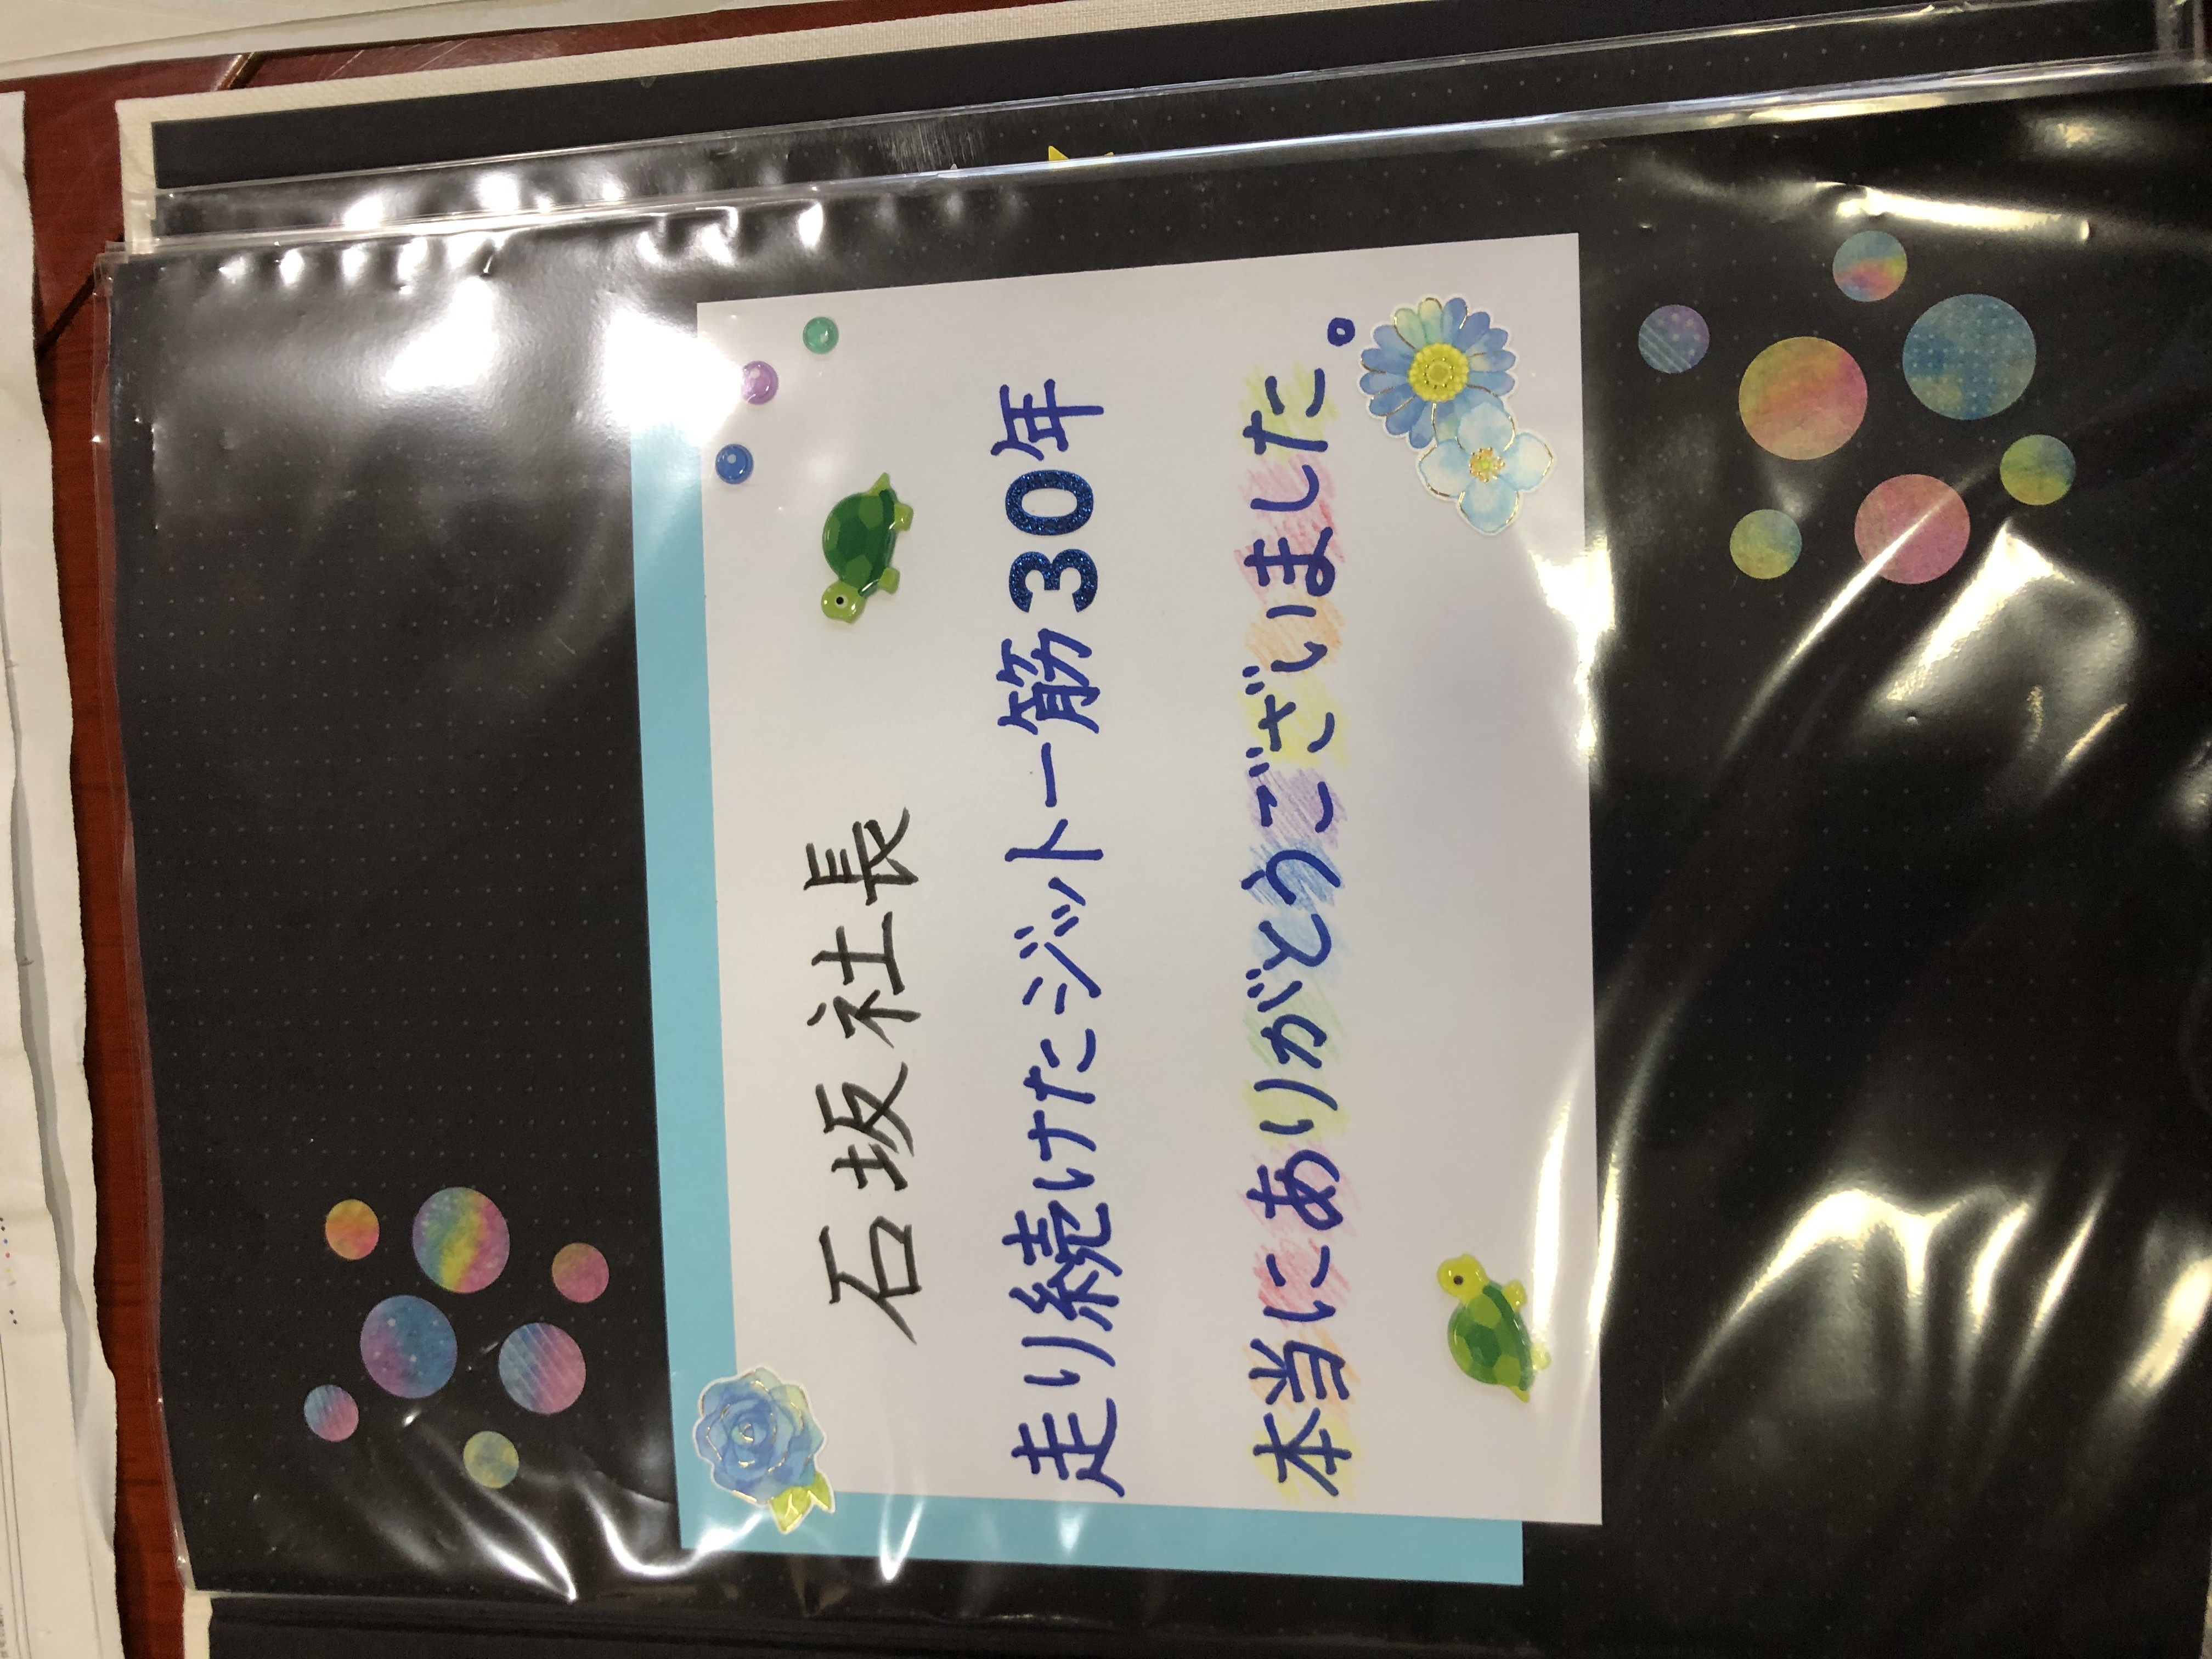 石坂社長
走り続けたジット一筋30年
本当にありがとうございました。